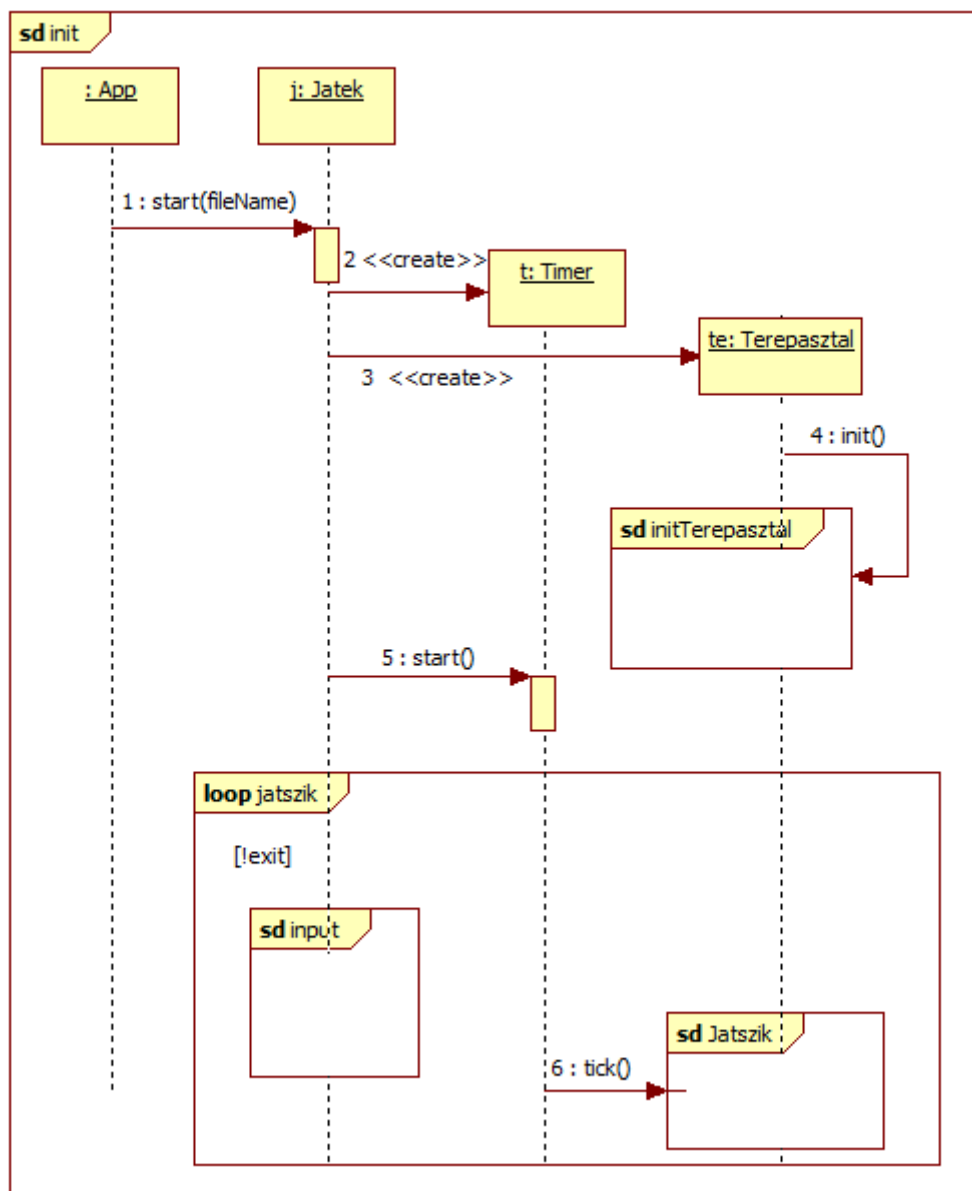 sd init
: App
j: Jatek
1 : start(fileName)
2 <<create>>
t: Timer
te: Terepasztal
3 <<create>>
4 : init()
sd initTerepasztal
5 : start()
loop jatszik
[!exit]
sd input
sd Jatszik
6 : tick()